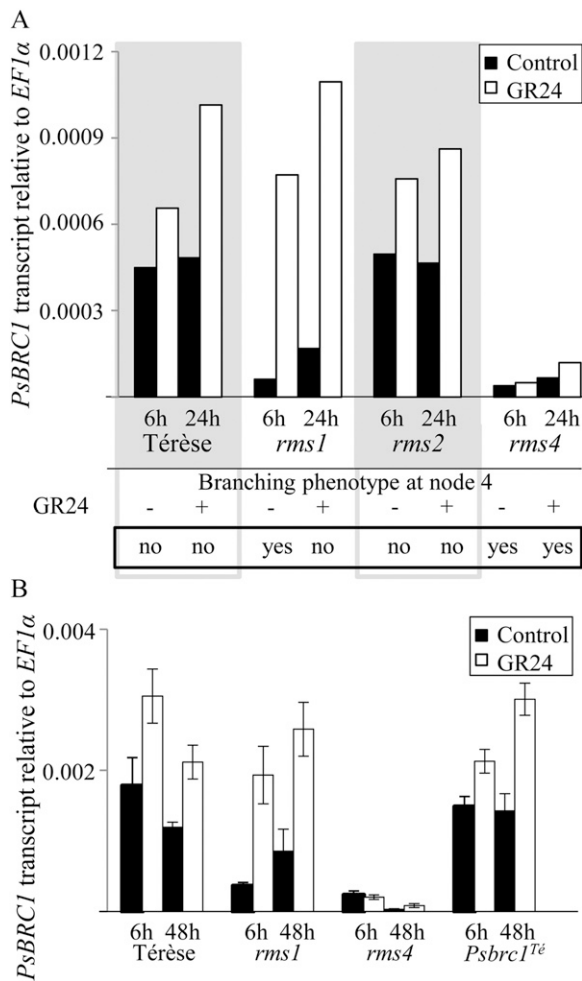 A
PsBRC1 transcript relative to EF1α
0.0012
0.0009
0.0006
0.0003
Control
GR24
6h 24h 6h 24h 6h 24h 6h 24h
Térèse rms1 rms2 rms4
Branching phenotype at node 4
GR24 - + - + - + - +
no no yes no no no yes yes
B
PsBRC1 transcript relative to EF1α
0.004
0.002
Control
GR24
6h 48h 6h 48h 6h 48h 6h 48h
Térèse rms1 rms4 Psbrc1Té